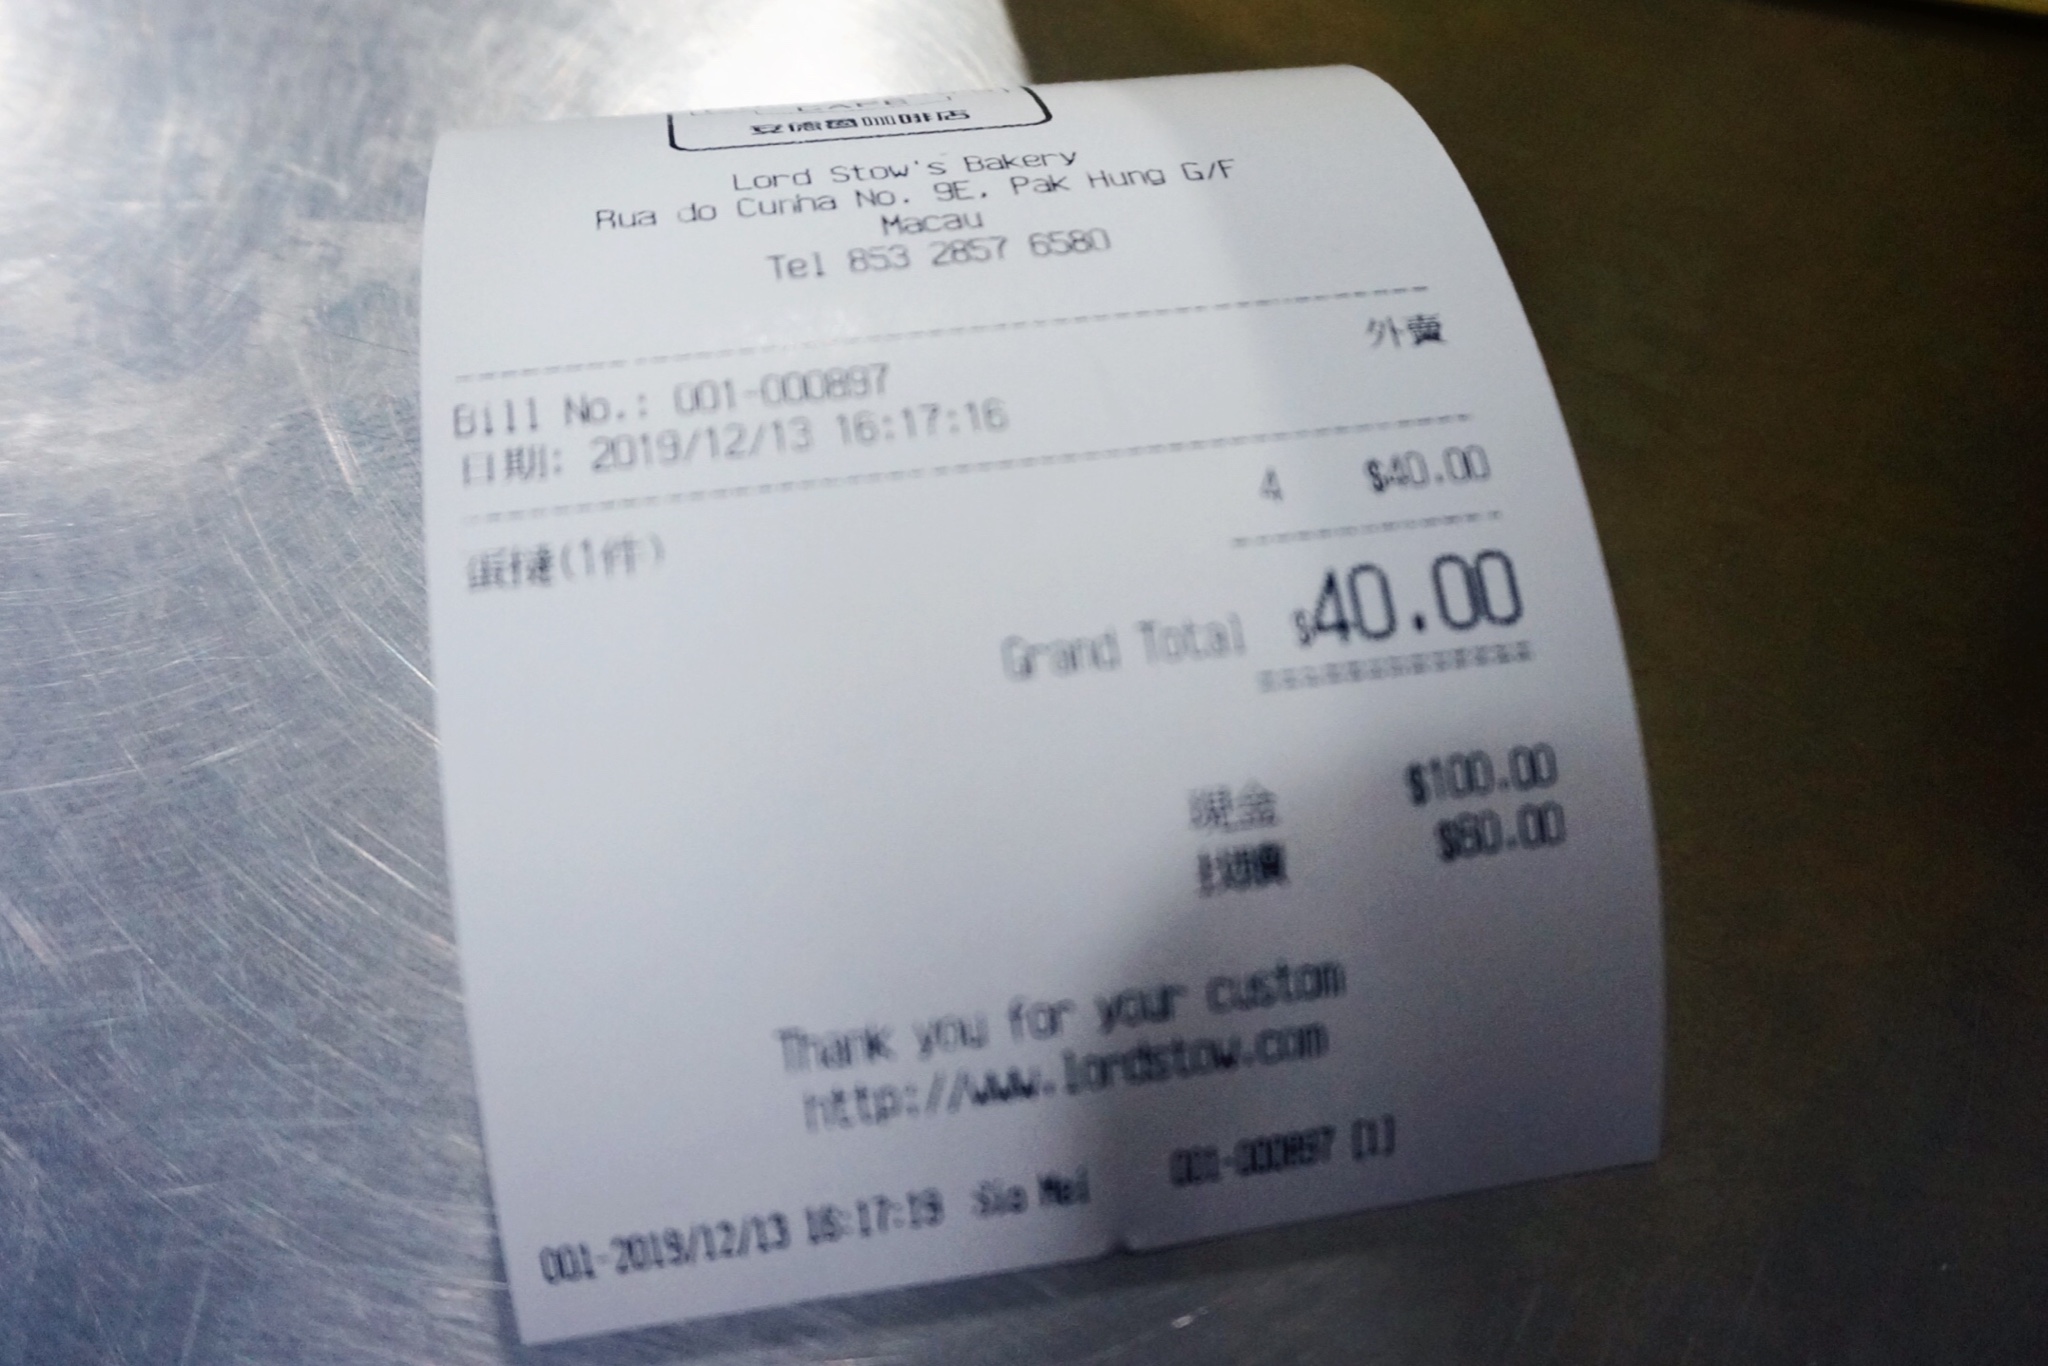 安德魯咖啡店
Lord Stow's Bakery
Rua do Cunha No. 9E, Pak Hung G/F
Macau
Tel 853 2857 6580
外賣
Bill No.: 001-000897
日期: 2019/12/13 16:17:16
4 $40.00
蛋撻(1件)
Grand Total $40.00
現金 $100.00
$60.00
Thank you for your custom
http://www.lordstow.com
001-2019/12/13 16:17:19 Sio Mei 001-000897 [1]